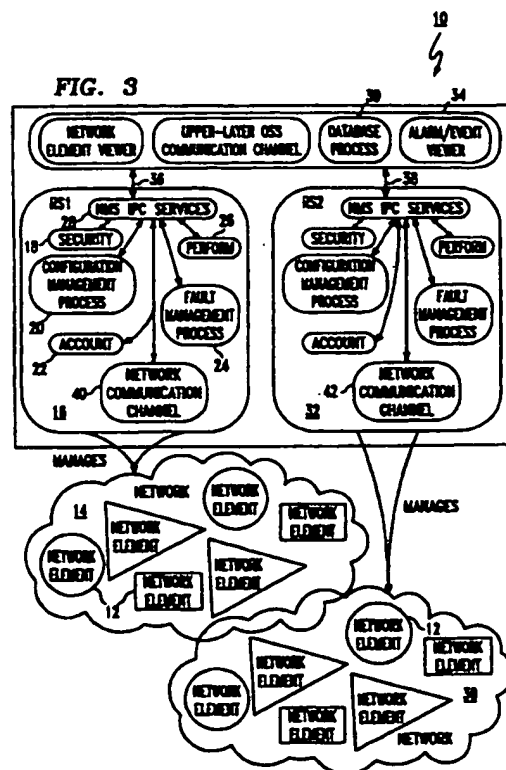 10
FIG. 3
30
34
NETWORK
ELEMENT VIEWER
UPPER-LAYER OSS
COMMUNICATION CHANNEL
DATABASE
PROCESS
ALARM/EVENT
VIEWER
36
38
RS1
NMS IPC SERVICES
28
26
SECURITY
18
PERFORM
CONFIGURATION
MANAGEMENT
PROCESS
20
FAULT
MANAGEMENT
PROCESS
24
ACCOUNT
22
40
NETWORK
COMMUNICATION
CHANNEL
16
RS2
NMS IPC SERVICES
SECURITY
PERFORM
CONFIGURATION
MANAGEMENT
PROCESS
FAULT
MANAGEMENT
PROCESS
ACCOUNT
42
NETWORK
COMMUNICATION
CHANNEL
32
MANAGES
MANAGES
14
NETWORK
NETWORK
ELEMENT
NETWORK
ELEMENT
NETWORK
ELEMENT
NETWORK
ELEMENT
NETWORK
ELEMENT
NETWORK
ELEMENT
12
12
NETWORK
ELEMENT
NETWORK
ELEMENT
NETWORK
ELEMENT
NETWORK
ELEMENT
NETWORK
ELEMENT
NETWORK
ELEMENT
NETWORK